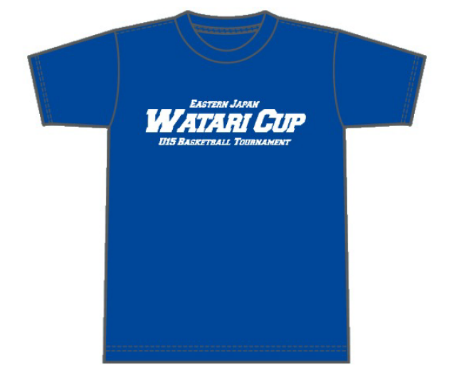 Eastern Japan
Watari Cup
U15 Basketball Tournament